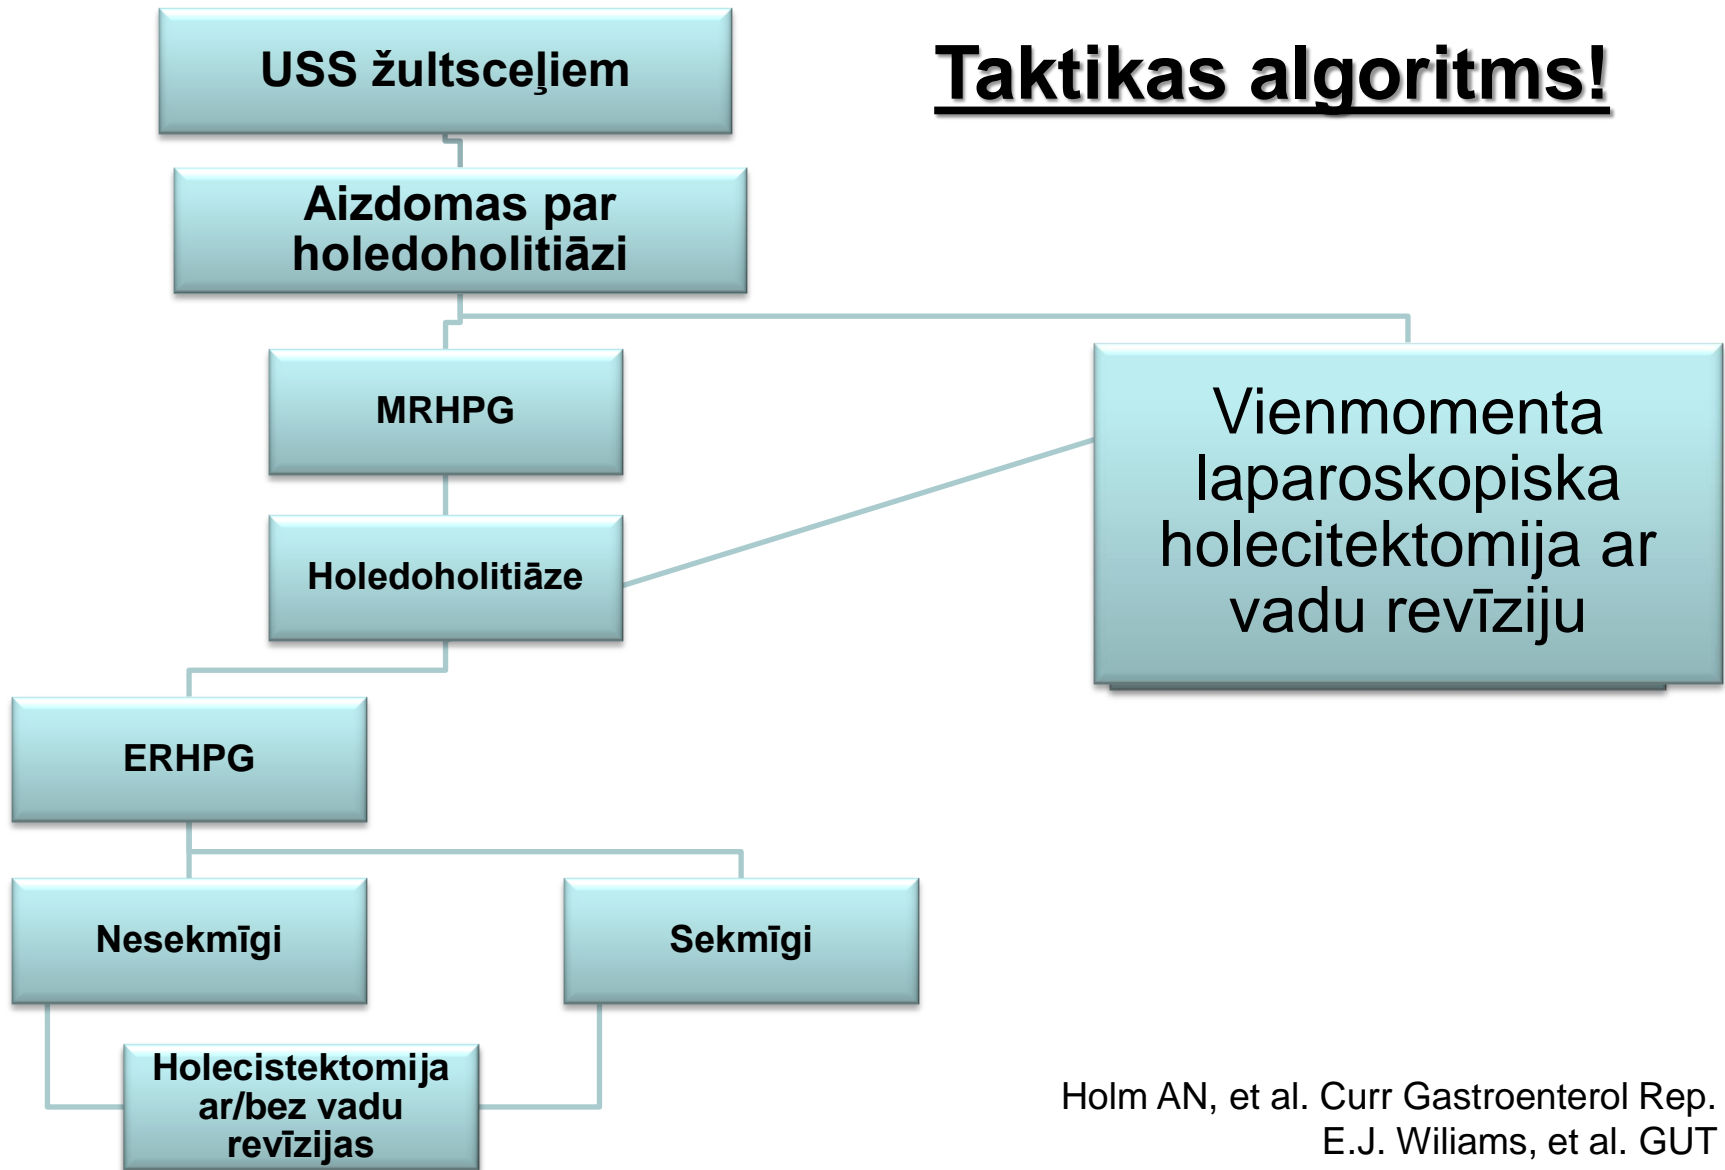 USS žultsceļiem
Taktikas algoritms!
Aizdomas par
holedoholitiāzi
MRHPG
Vienmomenta
laparoskopiska
holecitektomija ar
vadu revīziju
Holedoholitiāze
ERHPG
Nesekmīgi
Sekmīgi
Holecistektomija
ar/bez vadu
revīzijas
Holm AN, et al. Curr Gastroenterol Rep.
E.J. Wiliams, et al. GUT